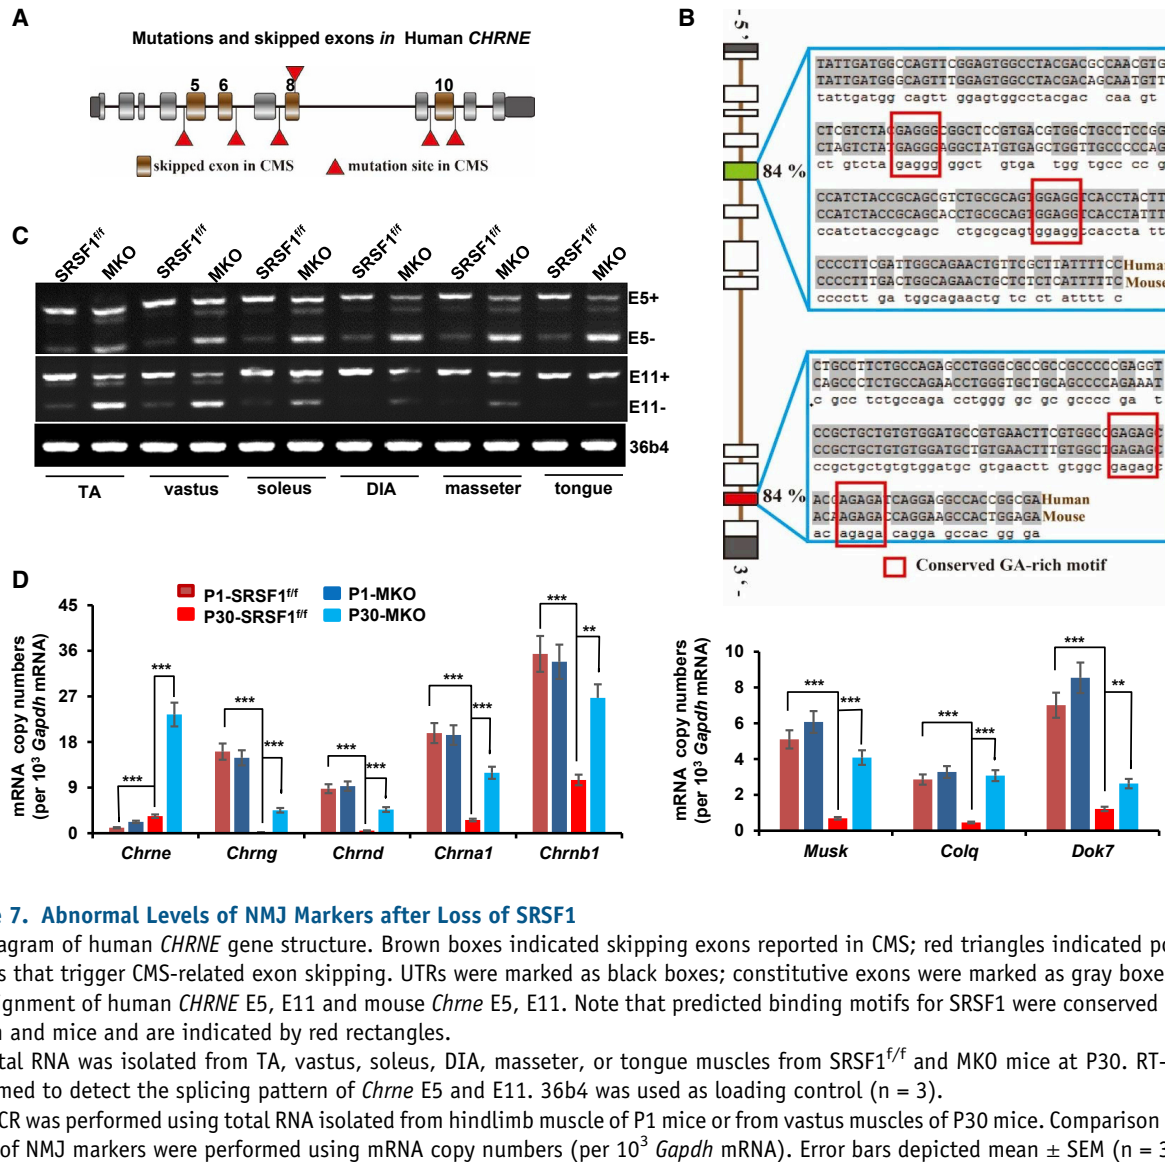 A
Mutations and skipped exons in Human CHRNE
5 6 8 10
skipped exon in CMS
mutation site in CMS
B
- 5'
84 %
TATTGATGGCCAGTTCGGAGTGGCCTACGACGCCAACGTG
TATTGATGGGCAGTTTGGAGTGGCCTACGACAGCAATGTT
tattgatgg cagtt ggagtggcctacgac caa gt
CTCGTCTACGAGGGCGGCTCCGTGACGTGGCTGCCTCCGG
CTAGTCTATGAGGGAGGCTATGTGAGCTGGTTGCCCCCAG
ct gtcta gaggg ggct gtga tgg tgcc cc g
CCATCTACCGCAGCGTCTGCGCAGTGGAGGTCACCTACTT
CCATCTACCGCAGCACCTGCGCAGTGGAGGTCACCTATTT
ccatctaccgcagc ctgcgcagtggaggtcaccta tt
CCCCTTCGATTGGCAGAACTGTTCGCTTATTTTCC Human
CCCCTTTGACTGGCAGAACTGCTCTCTCATTTTTC Mouse
cccctt ga tggcagaactg tc ct atttt c
84 %
CTGCCTTCTGCCAGAGCCTGGGCGCCGCCGCCCCCGAGGT
CAGCCCTCTGCCAGAACCTGGGTGCTGCAGCCCCAGAAAT
c gcc tctgccaga cctggg gc gc gcccc ga t
CCGCTGCTGTGTGGATGCCGTGAACTTCGTGGCCGAGAGC
CCGCTGCTGTGTGGATGCTGTGAACTTTGTGGCTGAGAGC
ccgctgctgtgtggatgc gtgaactt gtggc gagagc
ACGAGAGATCAGGAGGCCACCGGCGA Human
ACAAGAGACCAGGAAGCCACTGGAGA Mouse
ac agaga cagga gccac gg ga
3' -
Conserved GA-rich motif
C
SRSF1f/f MKO SRSF1f/f MKO SRSF1f/f MKO SRSF1f/f MKO SRSF1f/f MKO SRSF1f/f MKO
E5+
E5-
E11+
E11-
36b4
TA vastus soleus DIA masseter tongue
D
P1-SRSF1f/f P1-MKO
P30-SRSF1f/f P30-MKO
mRNA copy numbers
(per 10³ Gapdh mRNA)
45
36
27
18
9
0
*** *** *** *** *** *** *** *** *** **
Chrne Chrng Chrnd Chrna1 Chrnb1
mRNA copy numbers
(per 10³ Gapdh mRNA)
10
8
6
4
2
0
*** *** *** *** *** **
Musk Colq Dok7
e 7. Abnormal Levels of NMJ Markers after Loss of SRSF1
agram of human CHRNE gene structure. Brown boxes indicated skipping exons reported in CMS; red triangles indicated po
s that trigger CMS-related exon skipping. UTRs were marked as black boxes; constitutive exons were marked as gray boxe
ignment of human CHRNE E5, E11 and mouse Chrne E5, E11. Note that predicted binding motifs for SRSF1 were conserved
n and mice and are indicated by red rectangles.
tal RNA was isolated from TA, vastus, soleus, DIA, masseter, or tongue muscles from SRSF1f/f and MKO mice at P30. RT-
med to detect the splicing pattern of Chrne E5 and E11. 36b4 was used as loading control (n = 3).
CR was performed using total RNA isolated from hindlimb muscle of P1 mice or from vastus muscles of P30 mice. Comparison
of NMJ markers were performed using mRNA copy numbers (per 10³ Gapdh mRNA). Error bars depicted mean ± SEM (n = 3